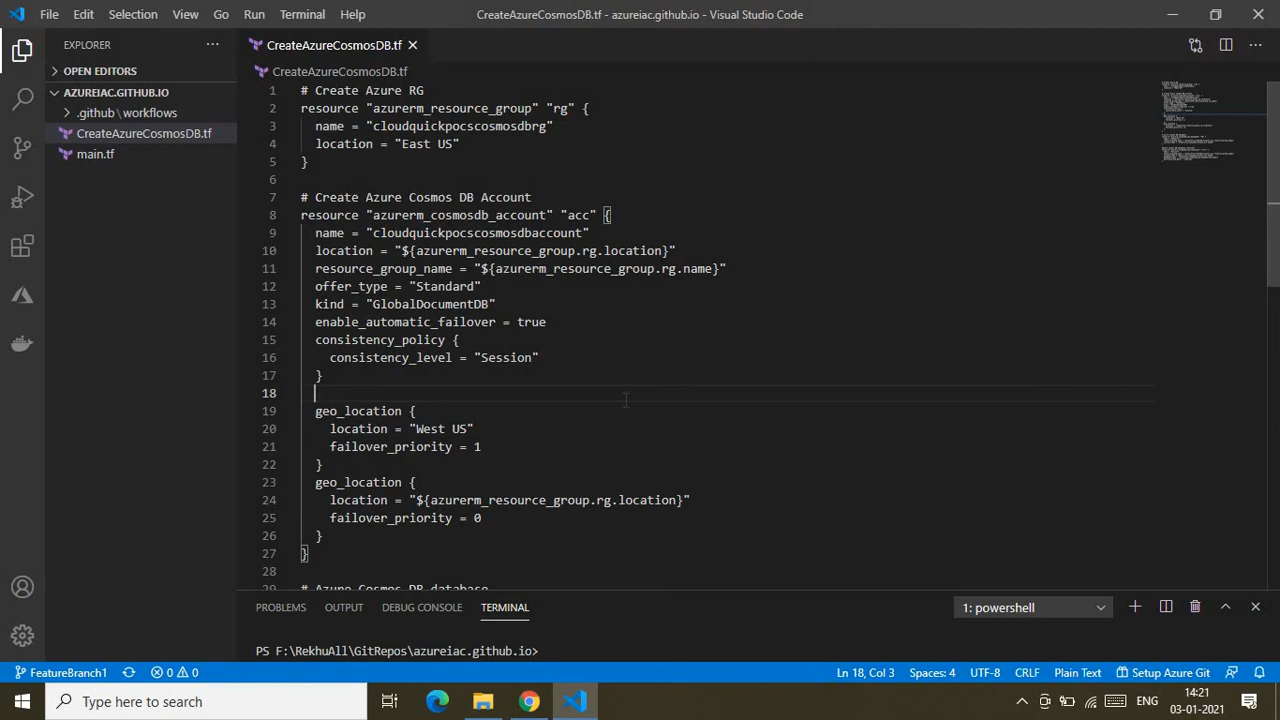 File Edit Selection View Go Run Terminal Help
CreateAzureCosmosDB.tf - azureiac.github.io - Visual Studio Code
EXPLORER
OPEN EDITORS
AZUREIAC.GITHUB.IO
.github \ workflows
CreateAzureCosmosDB.tf
main.tf
CreateAzureCosmosDB.tf
CreateAzureCosmosDB.tf
1 # Create Azure RG
2 resource "azurerm_resource_group" "rg" {
3 name = "cloudquickpocscosmosdbrg"
4 location = "East US"
5 }
6
7 # Create Azure Cosmos DB Account
8 resource "azurerm_cosmosdb_account" "acc" {
9 name = "cloudquickpocscosmosdbaccount"
10 location = "${azurerm_resource_group.rg.location}"
11 resource_group_name = "${azurerm_resource_group.rg.name}"
12 offer_type = "Standard"
13 kind = "GlobalDocumentDB"
14 enable_automatic_failover = true
15 consistency_policy {
16 consistency_level = "Session"
17 }
18
19 geo_location {
20 location = "West US"
21 failover_priority = 1
22 }
23 geo_location {
24 location = "${azurerm_resource_group.rg.location}"
25 failover_priority = 0
26 }
27 }
28
29 # Azure Cosmos DB database
PROBLEMS OUTPUT DEBUG CONSOLE TERMINAL
1: powershell
PS F:\RekhuAll\GitRepos\azureiac.github.io>
FeatureBranch1 0 0 Ln 18, Col 3 Spaces: 4 UTF-8 CRLF Plain Text Setup Azure Git
Type here to search
ENG
14:21
03-01-2021